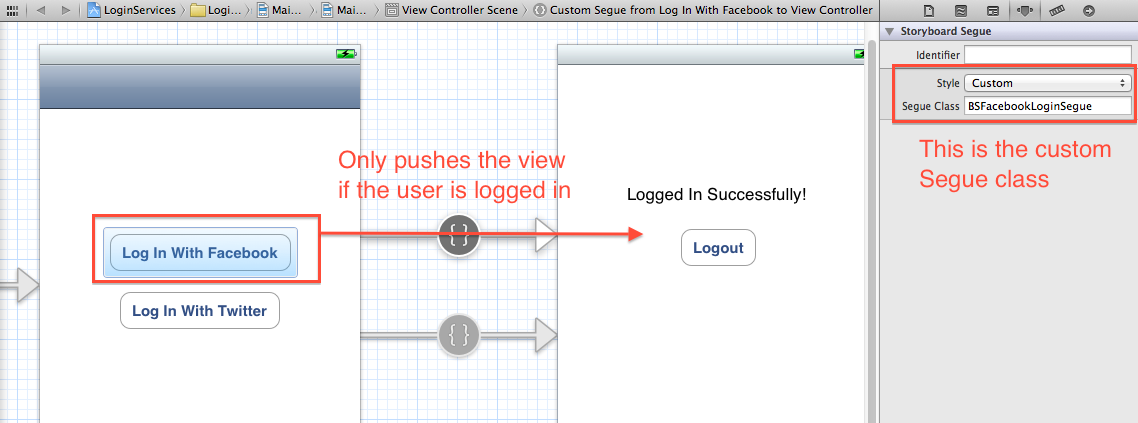 LoginServices
Logi...
Mai...
Mai...
View Controller Scene
Custom Segue from Log In With Facebook to View Controller
Storyboard Segue
Identifier
Style Custom
Segue Class BSFacebookLoginSegue
This is the custom
Segue class
Only pushes the view
if the user is logged in
Log In With Facebook
Log In With Twitter
{ }
{ }
Logged In Successfully!
Logout